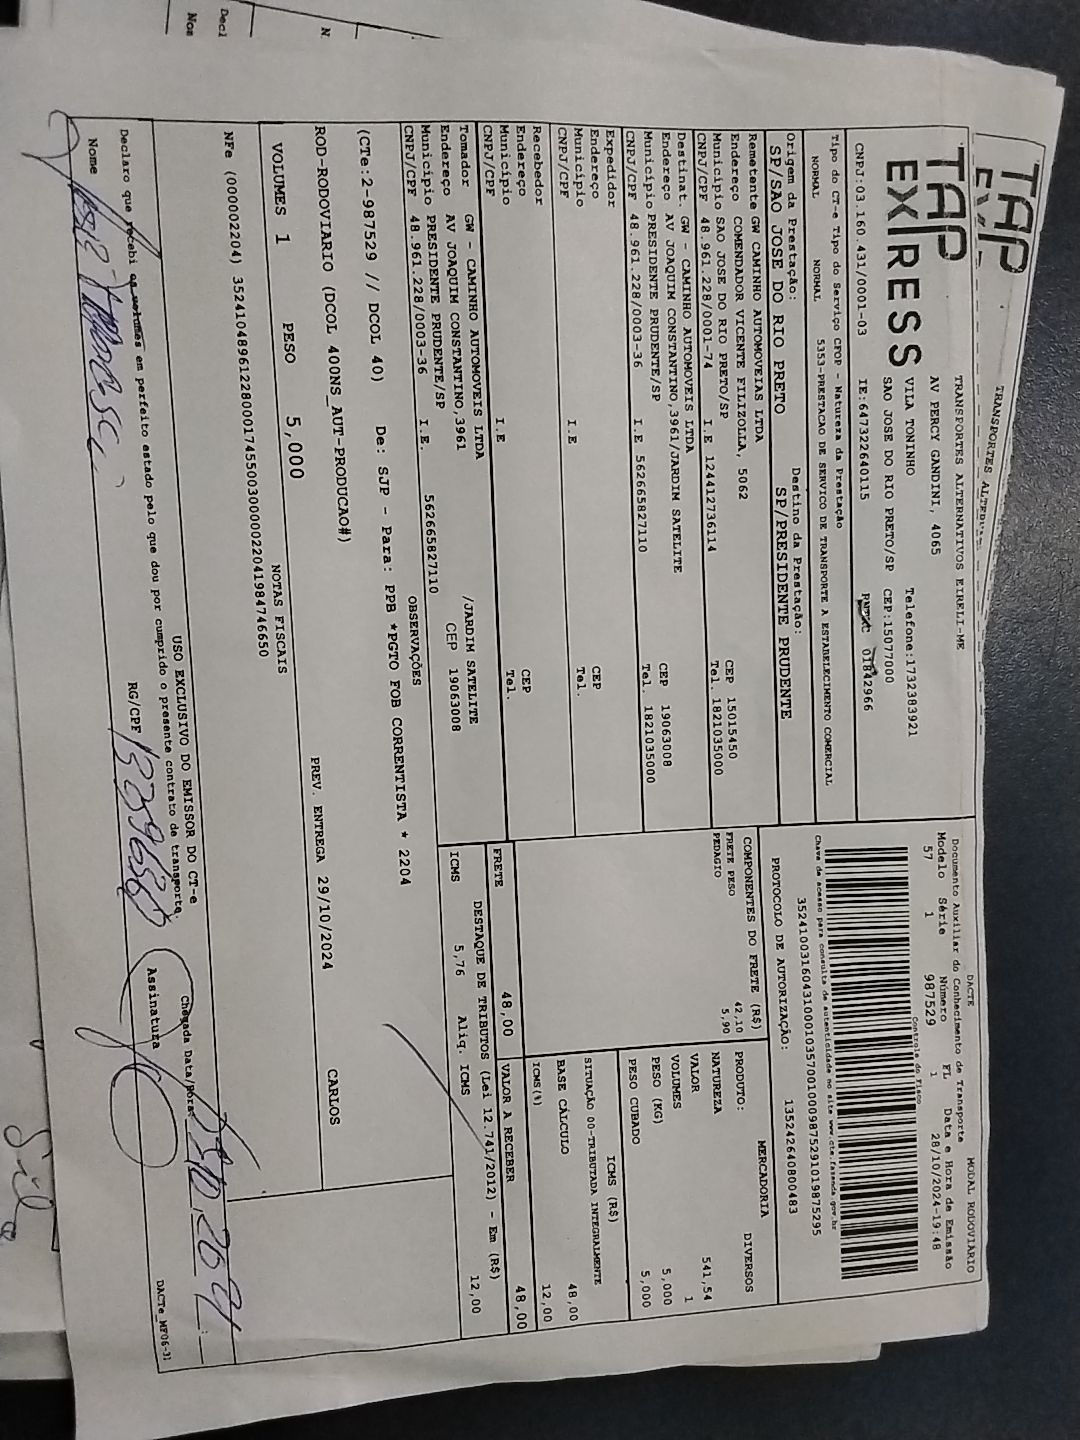 TRANSPORTES
TAP
TAP
EXPRESS
TRANSPORTES ALTERNATIVOS EIRELI-ME
AV PERCY GANDINI, 4065
VILA TONINHO Telefone:1732383921
SAO JOSE DO RIO PRETO/SP CEP:15077000
CNPJ:03.160.431/0001-03 IE:647322640115 RNTRC 01842966
DACTE MODAL RODOVIÁRIO
Documento Auxiliar do Conhecimento de Transporte
Modelo Série Número FL Data e Hora de Emissão
57 1 987529 1 28/10/2024-19:48
Controle do Fisco
Chave de acesso para consulta de autenticidade no site www.cte.fazenda.gov.br
35241003160431000103570010009875291019875295
PROTOCOLO DE AUTORIZAÇÃO: 135242640800483
Tipo do CT-e Tipo do Serviço CFOP - Natureza da Prestação
NORMAL NORMAL 5353-PRESTACAO DE SERVICO DE TRANSPORTE A ESTABELECIMENTO COMERCIAL
Origem da Prestação: Destino da Prestação:
SP/SAO JOSE DO RIO PRETO SP/PRESIDENTE PRUDENTE
Remetente GW CAMINHO AUTOMOVEIAS LTDA
Endereço COMENDADOR VICENTE FILIZOLLA, 5062 CEP 15015450
Município SAO JOSE DO RIO PRETO/SP Tel. 1821035000
CNPJ/CPF 48.961.228/0001-74 I.E 124412736114
Destinat. GW - CAMINHO AUTOMOVEIS LTDA
Endereço AV JOAQUIM CONSTANTINO,3961/JARDIM SATELITE CEP 19063008
Município PRESIDENTE PRUDENTE/SP Tel. 1821035000
CNPJ/CPF 48.961.228/0003-36 I.E 562665827110
Expedidor
Endereço CEP
Município Tel.
CNPJ/CPF I.E
Recebedor
Endereço CEP
Município Tel.
CNPJ/CPF I.E
Tomador GW - CAMINHO AUTOMOVEIS LTDA
Endereço AV JOAQUIM CONSTANTINO,3961 /JARDIM SATELITE
Município PRESIDENTE PRUDENTE/SP CEP 19063008
CNPJ/CPF 48.961.228/0003-36 I.E. 562665827110
COMPONENTES DO FRETE (R$)
FRETE PESO 42,10
PEDAGIO 5,90
PRODUTO: MERCADORIA
NATUREZA DIVERSOS
VALOR 541,54
VOLUMES 1
PESO (KG) 5,000
PESO CUBADO 5,000
ICMS (R$)
SITUAÇÃO 00-TRIBUTADA INTEGRALMENTE
BASE CÁLCULO 48,00
ICMS(%) 12,00
FRETE 48,00 VALOR A RECEBER 48,00
DESTAQUE DE TRIBUTOS (Lei 12.741/2012) - Em (R$)
ICMS 5,76 Alíq. ICMS 12,00
OBSERVAÇÕES
(CTe:2-987529 // DCOL 40) De: SJP - Para: PPB *PGTO FOB CORRENTISTA * 2204
ROD-RODOVIARIO (DCOL 400NS_AUT-PRODUCAO#)
PREV. ENTREGA 29/10/2024 CARLOS
VOLUMES 1 PESO 5,000
NOTAS FISCAIS
NFe (000002204) 35241048961228000174550030000022041984746650
USO EXCLUSIVO DO EMISSOR DO CT-e
Declaro que recebi os volumes em perfeito estado pelo que dou por cumprido o presente contrato de transporte.
Chegada Data/Hora:
Nome RG/CPF Assinatura
DACTe_MF06-31